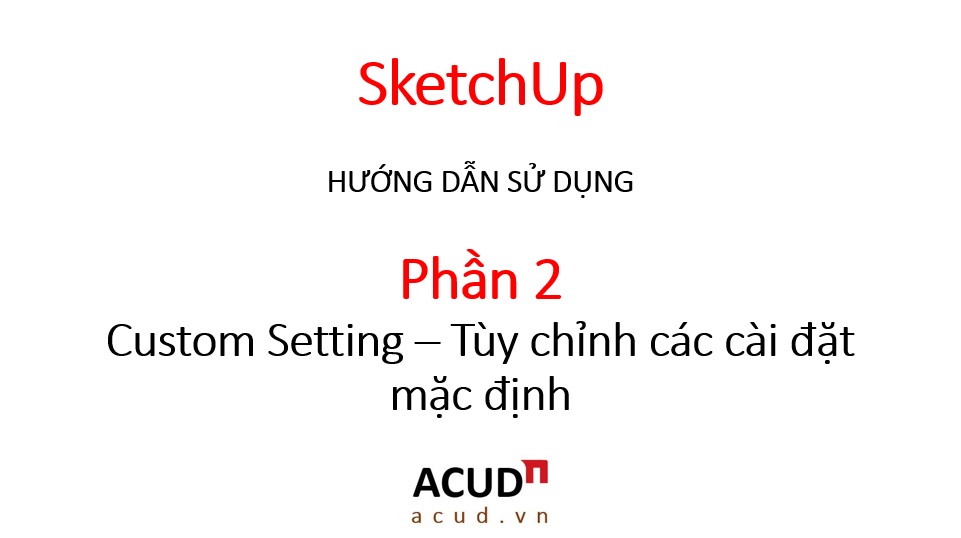 SketchUp
HƯỚNG DẪN SỬ DỤNG
Phần 2
Custom Setting – Tùy chỉnh các cài đặt
mặc định
ACUD
acud.vn